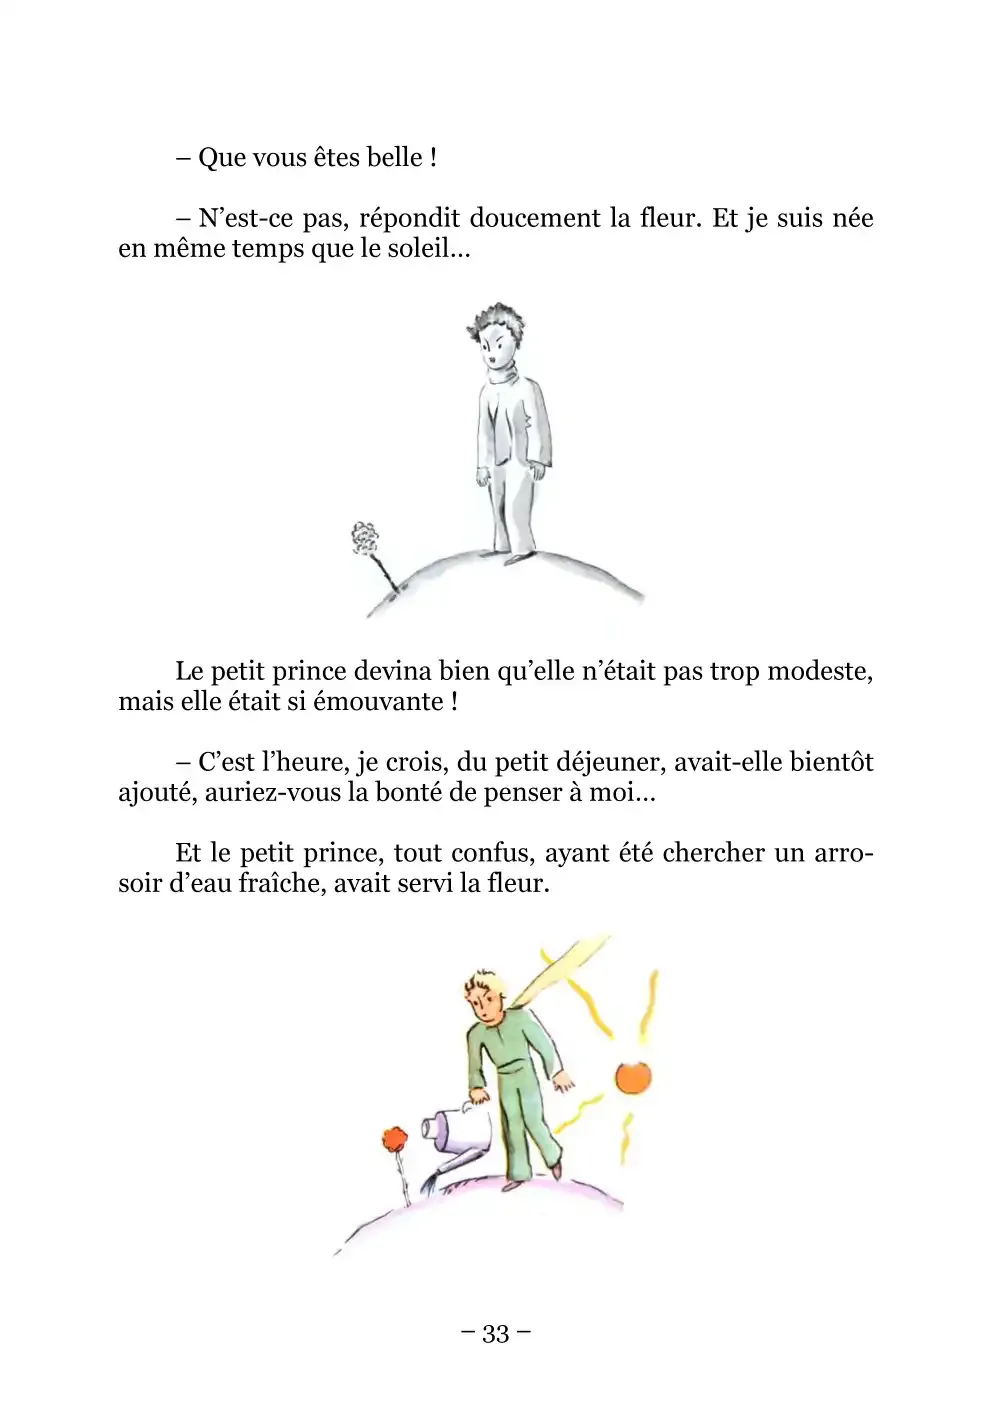 – Que vous êtes belle !
– N’est-ce pas, répondit doucement la fleur. Et je suis née
en même temps que le soleil…
Le petit prince devina bien qu’elle n’était pas trop modeste,
mais elle était si émouvante !
– C’est l’heure, je crois, du petit déjeuner, avait-elle bientôt
ajouté, auriez-vous la bonté de penser à moi…
Et le petit prince, tout confus, ayant été chercher un arro-
soir d’eau fraîche, avait servi la fleur.
– 33 –